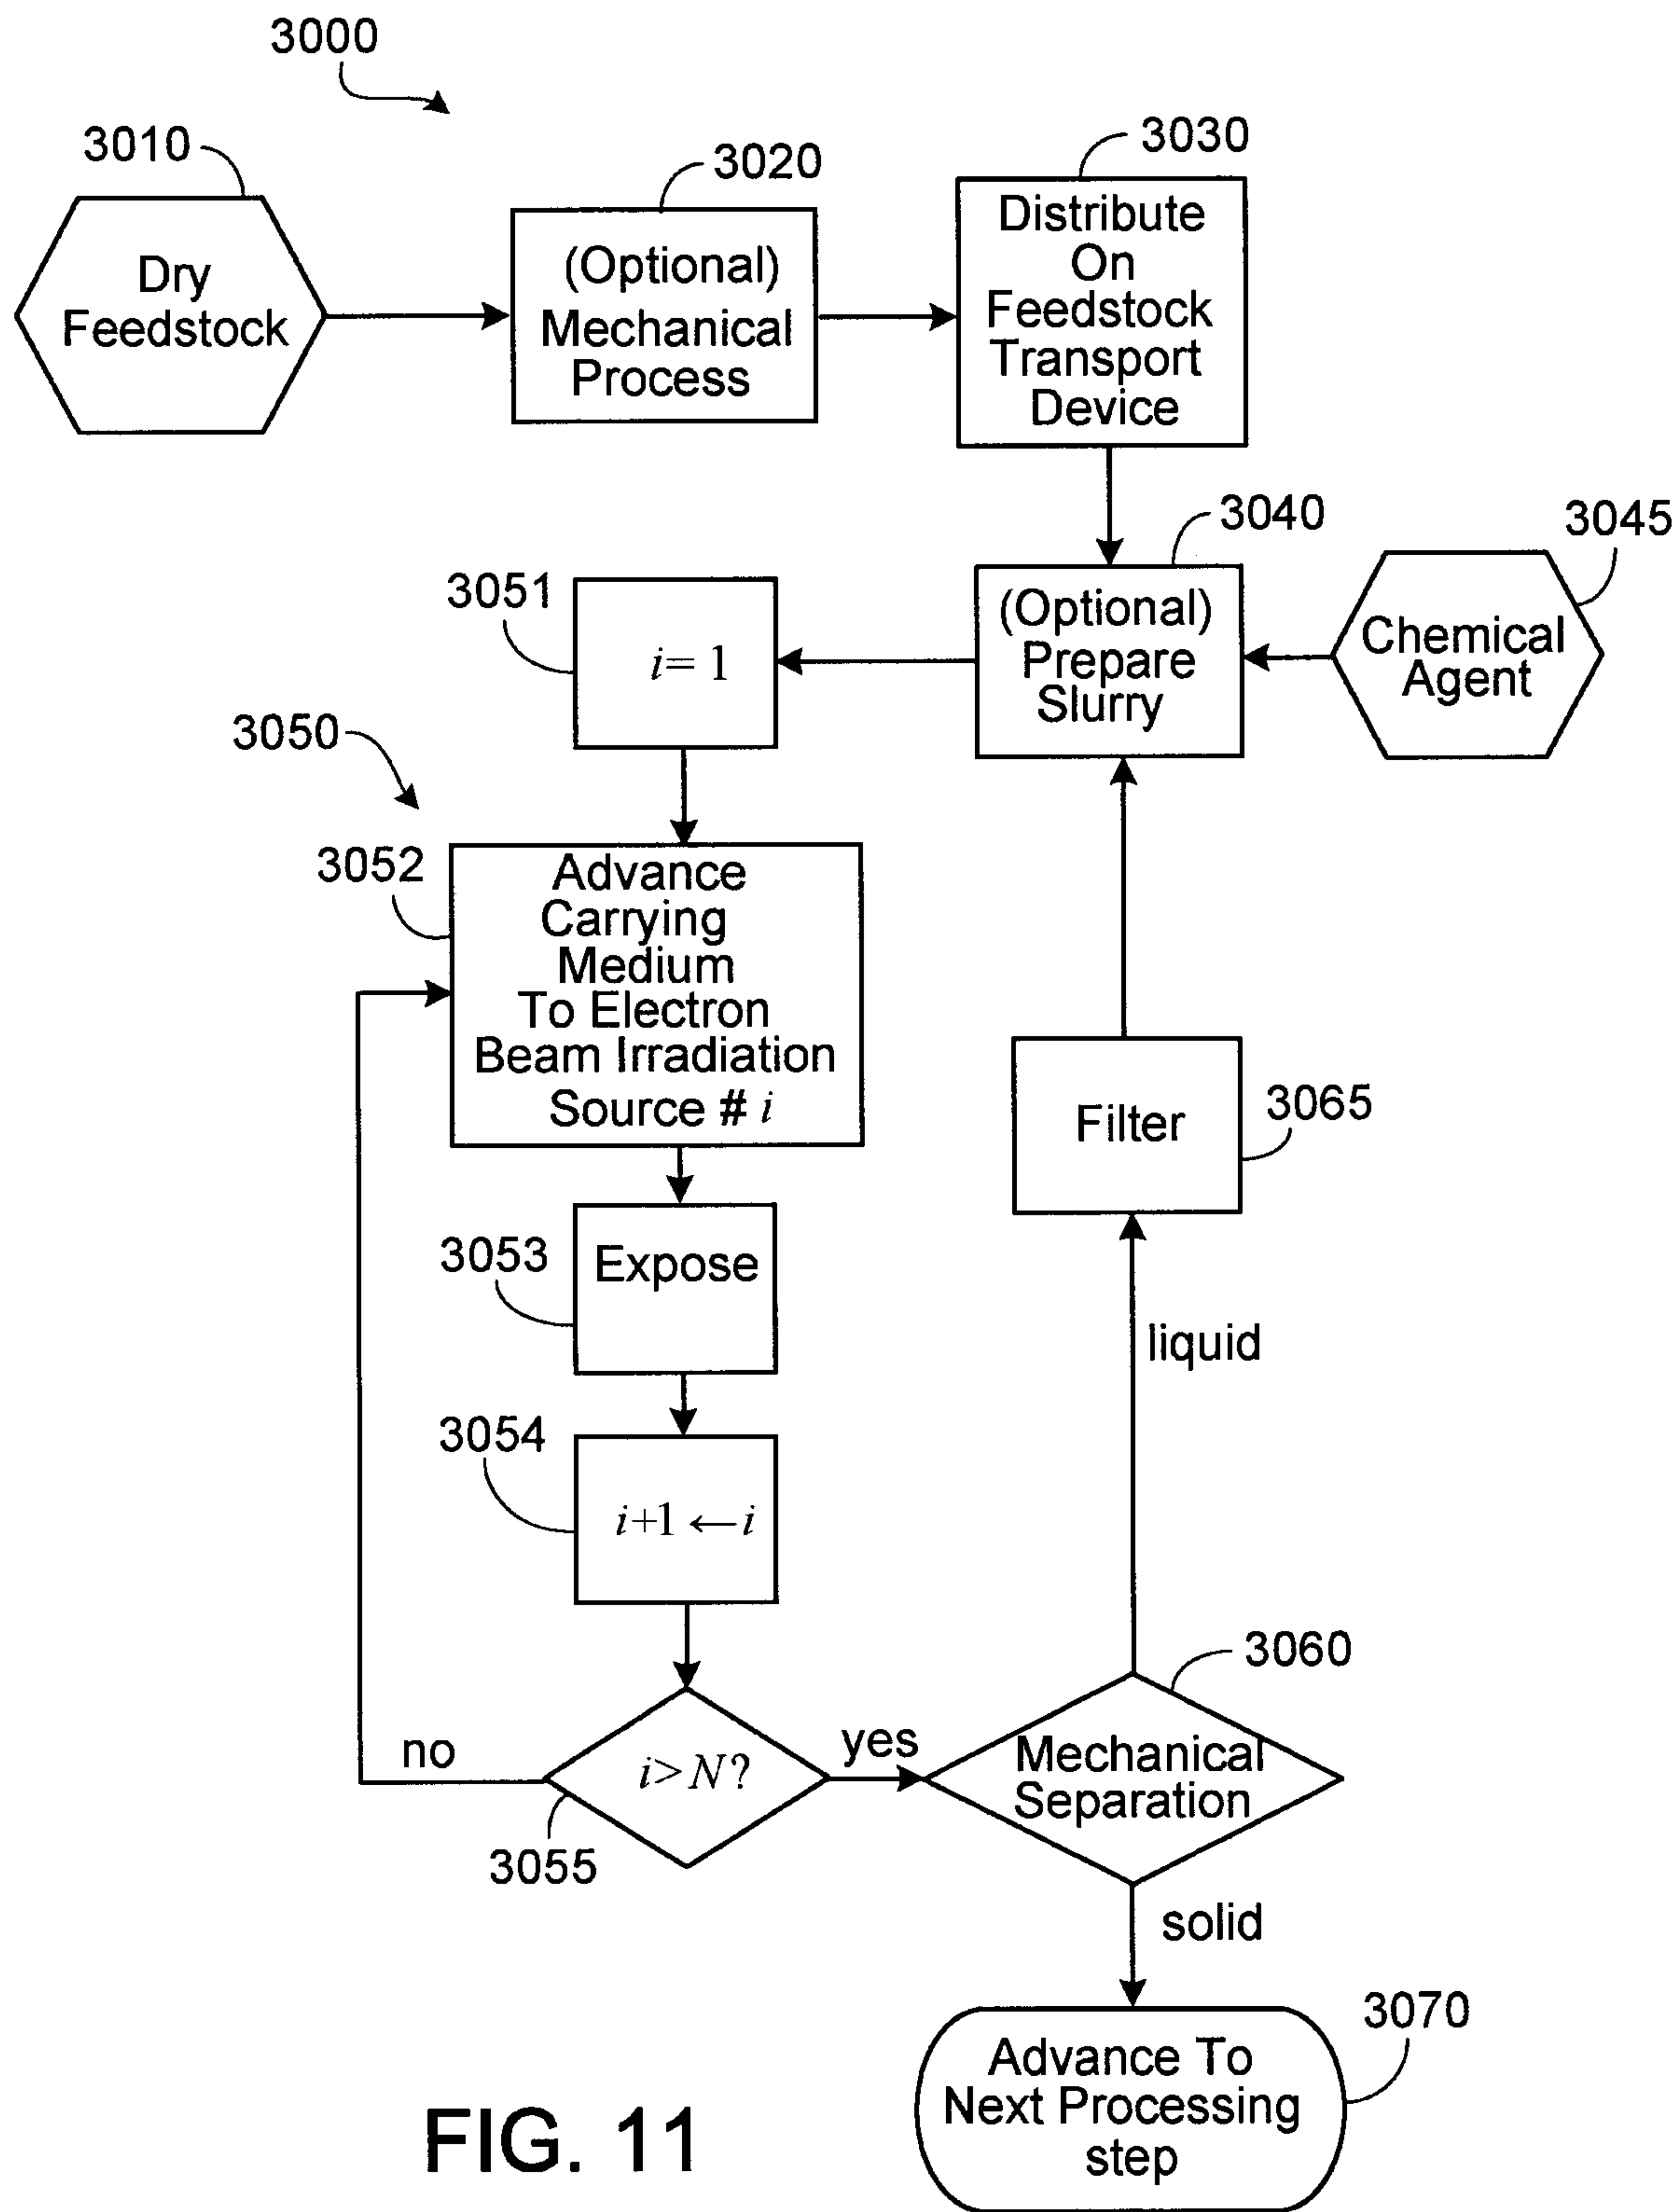 3000
3010
Dry
Feedstock
3020
(Optional)
Mechanical
Process
3030
Distribute
On
Feedstock
Transport
Device
3040
(Optional)
Prepare
Slurry
3045
Chemical
Agent
3051
i= 1
3050
3052
Advance
Carrying
Medium
To Electron
Beam Irradiation
Source # i
3053
Expose
3054
i+1 ← i
3055
i>N?
no
yes
3060
Mechanical
Separation
liquid
Filter
3065
solid
3070
Advance To
Next Processing
step
FIG. 11